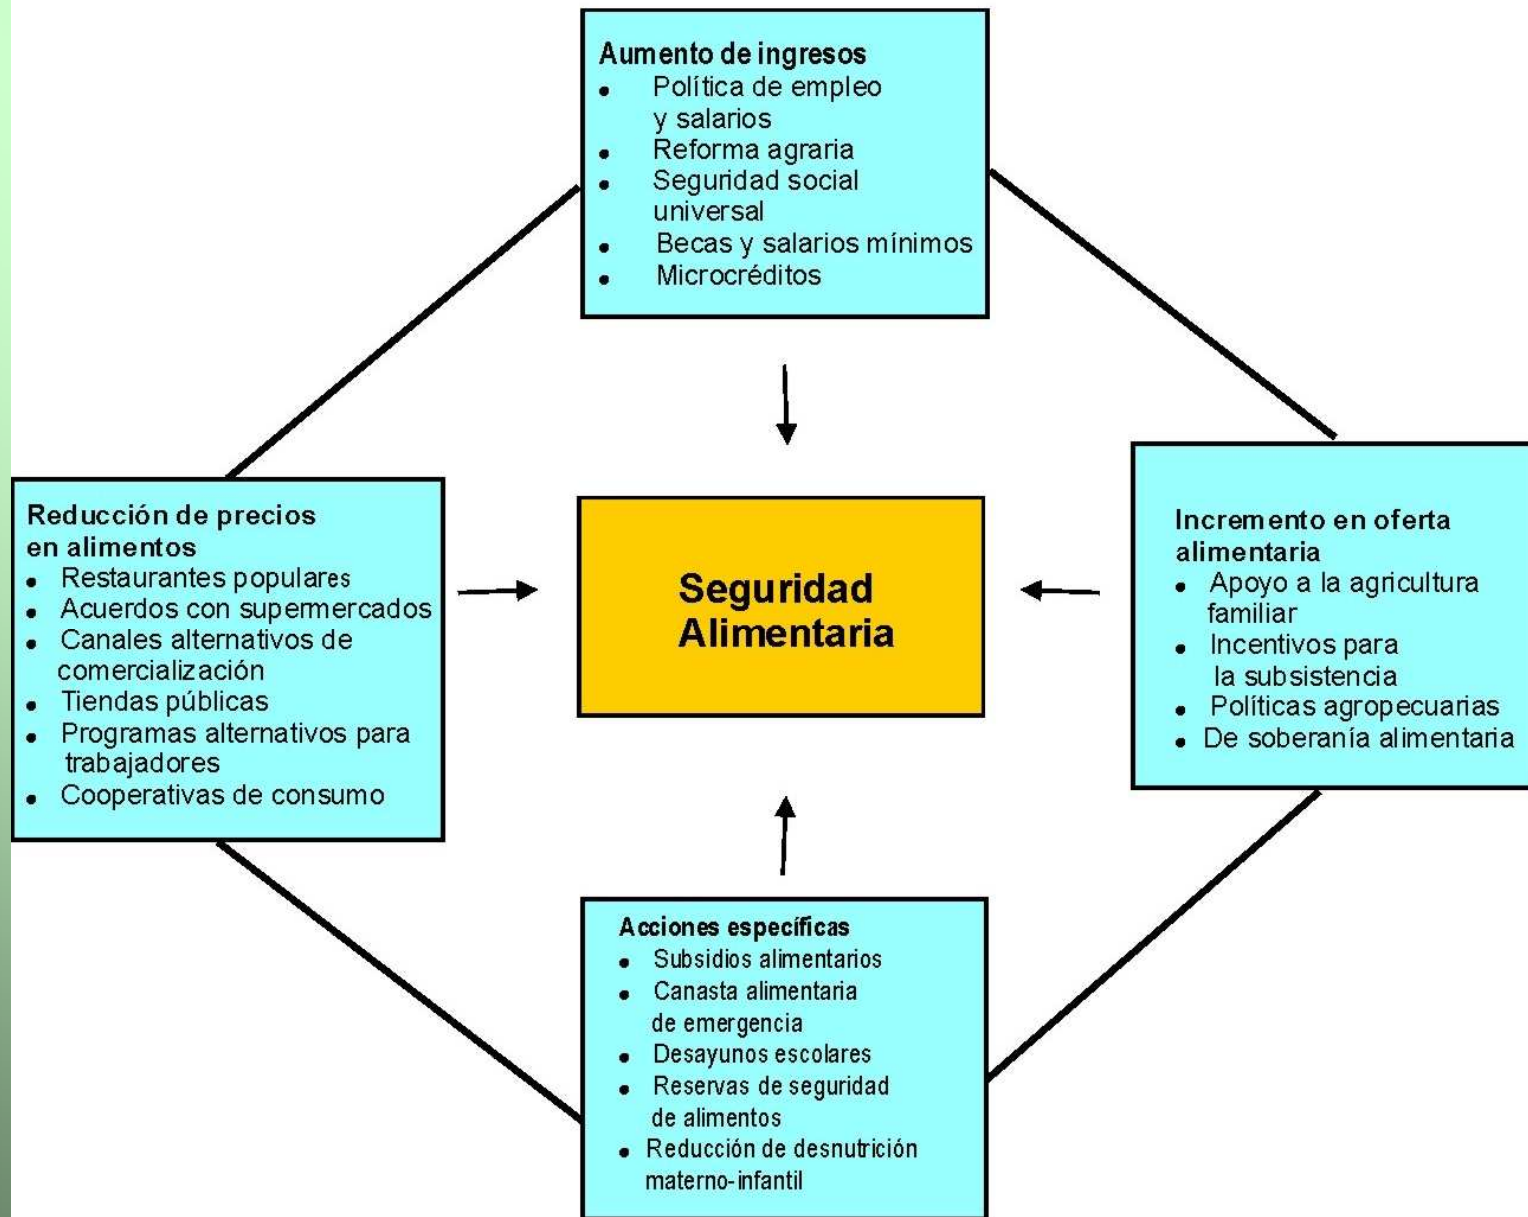 Aumento de ingresos
• Política de empleo
y salarios
• Reforma agraria
• Seguridad social
universal
• Becas y salarios mínimos
• Microcréditos
Reducción de precios
en alimentos
• Restaurantes populares
• Acuerdos con supermercados
• Canales alternativos de
comercialización
• Tiendas públicas
• Programas alternativos para
trabajadores
• Cooperativas de consumo
Seguridad
Alimentaria
Incremento en oferta
alimentaria
• Apoyo a la agricultura
familiar
• Incentivos para
la subsistencia
• Políticas agropecuarias
• De soberanía alimentaria
Acciones específicas
• Subsidios alimentarios
• Canasta alimentaria
de emergencia
• Desayunos escolares
• Reservas de seguridad
de alimentos
• Reducción de desnutrición
materno-infantil